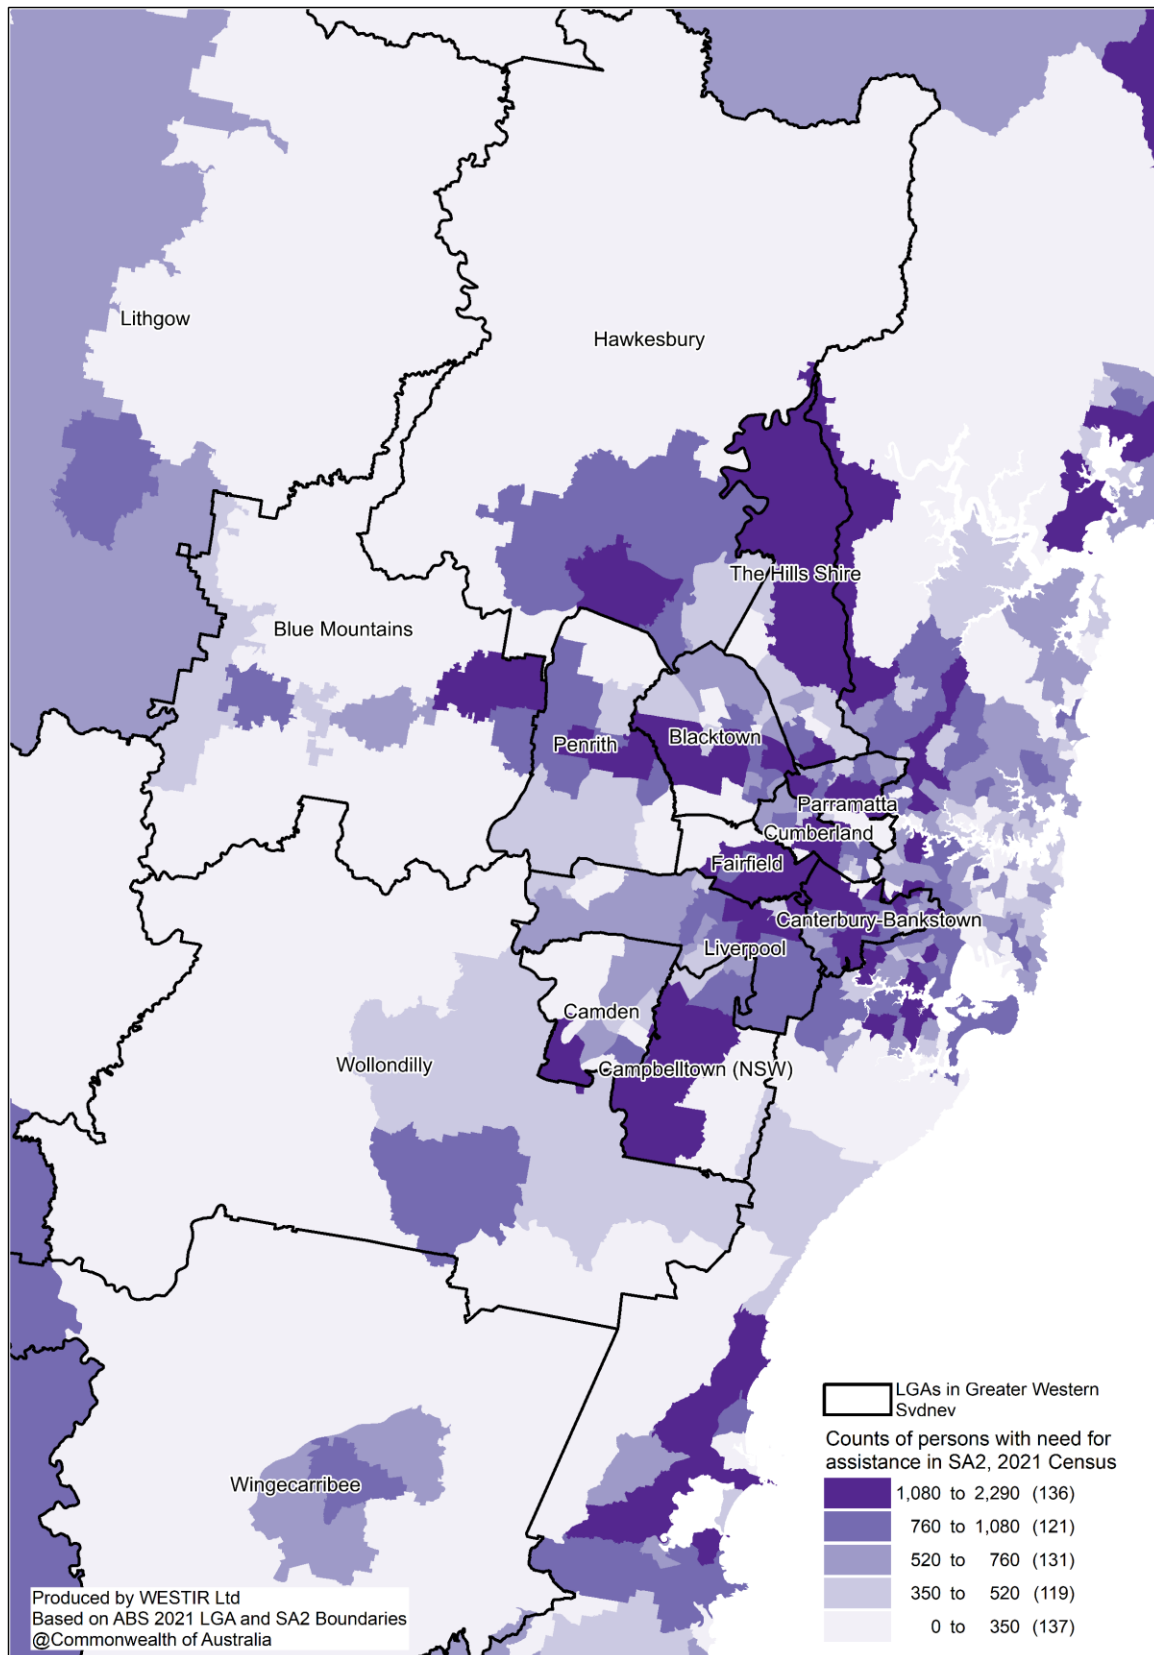 Lithgow
Hawkesbury
The Hills Shire
Blue Mountains
Penrith
Blacktown
Parramatta
Cumberland
Fairfield
Canterbury-Bankstown
Liverpool
Camden
Wollondilly
Campbelltown (NSW)
Wingecarribee
LGAs in Greater Western
Svdnev
Counts of persons with need for
assistance in SA2, 2021 Census
1,080 to 2,290 (136)
760 to 1,080 (121)
520 to 760 (131)
350 to 520 (119)
0 to 350 (137)
Produced by WESTIR Ltd
Based on ABS 2021 LGA and SA2 Boundaries
@Commonwealth of Australia